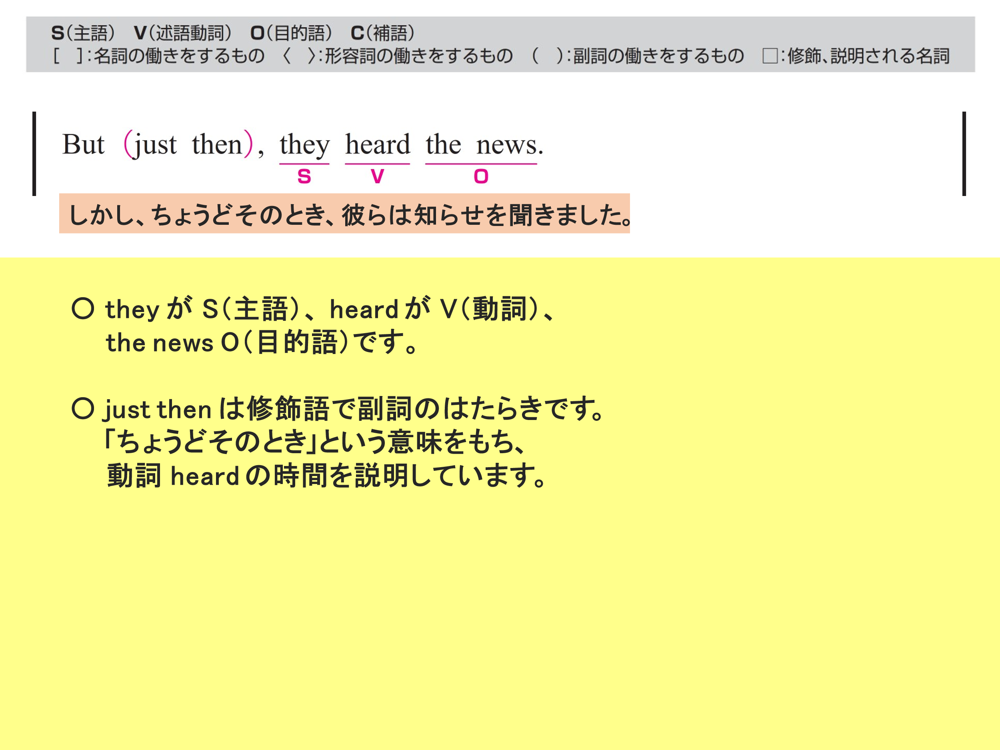 S（主語）　V（述語動詞）　O（目的語）　C（補語）
[　]：名詞の働きをするもの　〈　〉：形容詞の働きをするもの　（　）：副詞の働きをするもの　□：修飾、説明される名詞
But (just then), they heard the news.
S V O
しかし、ちょうどそのとき、彼らは知らせを聞きました。
○ they が S（主語）、heard が V（動詞）、
the news O（目的語）です。
○ just then は修飾語で副詞のはたらきです。
「ちょうどそのとき」という意味をもち、
動詞 heard の時間を説明しています。